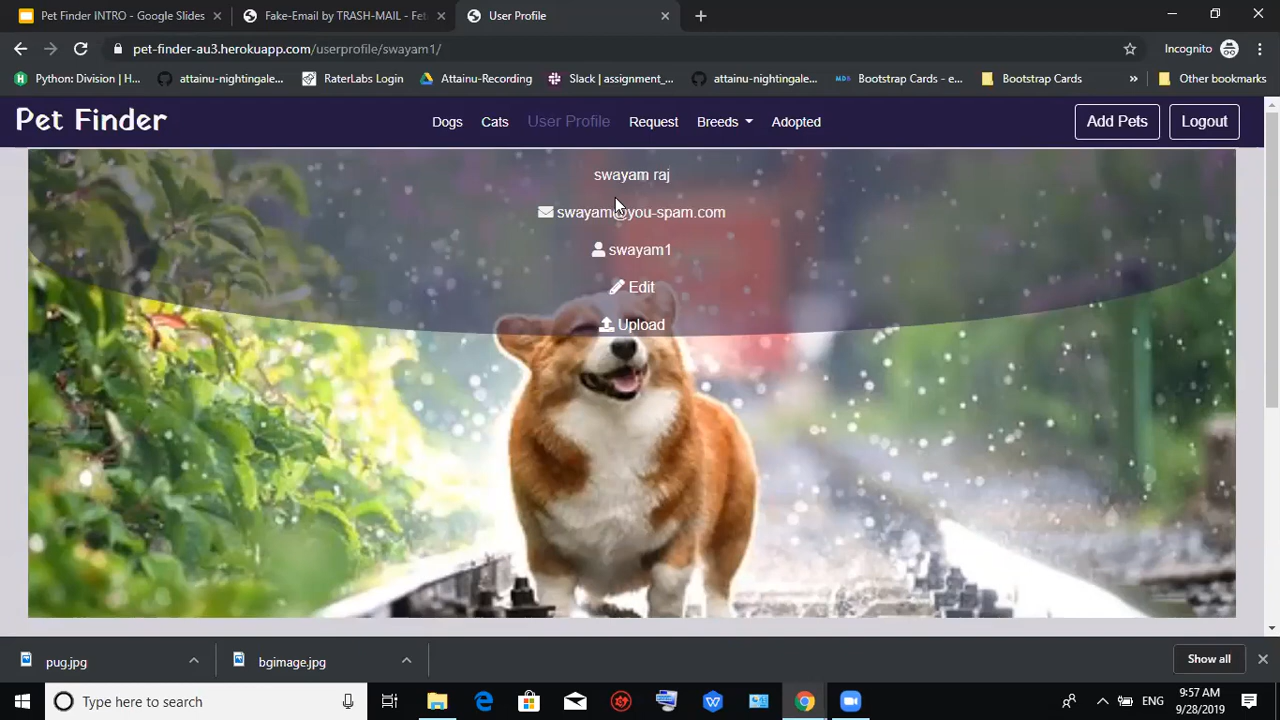 Pet Finder INTRO - Google Slides
Fake-Email by TRASH-MAIL - Fet
User Profile
pet-finder-au3.herokuapp.com/userprofile/swayam1/
Incognito
Python: Division | H...
attainu-nightingale...
RaterLabs Login
Attainu-Recording
Slack | assignment_...
attainu-nightingale...
MDB
Bootstrap Cards - e...
Bootstrap Cards
Other bookmarks
Pet Finder
Dogs
Cats
User Profile
Request
Breeds
Adopted
Add Pets
Logout
swayam raj
swayam@you-spam.com
swayam1
Edit
Upload
pug.jpg
bgimage.jpg
Show all
Type here to search
ENG
9:57 AM
9/28/2019